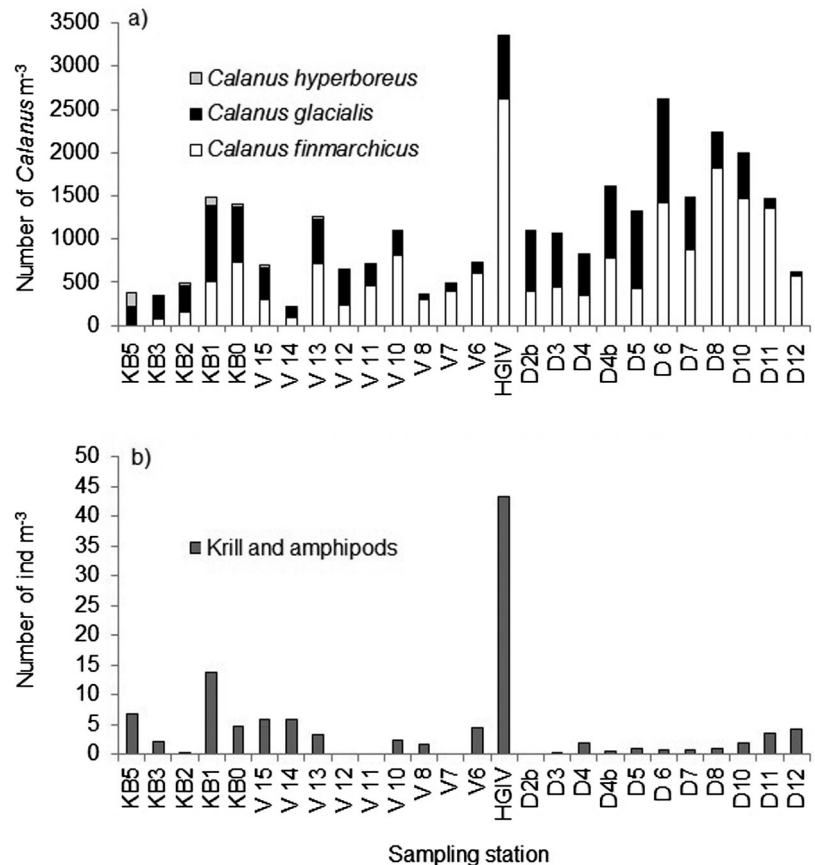 a)
Number of Calanus m-3
3500
3000
2500
2000
1500
1000
500
0
Calanus hyperboreus
Calanus glacialis
Calanus finmarchicus
KB5 KB3 KB2 KB1 KB0 V 15 V 14 V 13 V 12 V 11 V 10 V 8 V7 V6 HGIV D2b D3 D4 D4b D5 D 6 D7 D8 D10 D11 D12
b)
Number of ind m-3
50
45
40
35
30
25
20
15
10
5
0
Krill and amphipods
KB5 KB3 KB2 KB1 KB0 V 15 V 14 V 13 V 12 V 11 V 10 V 8 V7 V6 HGIV D2b D3 D4 D4b D5 D 6 D7 D8 D10 D11 D12
Sampling station